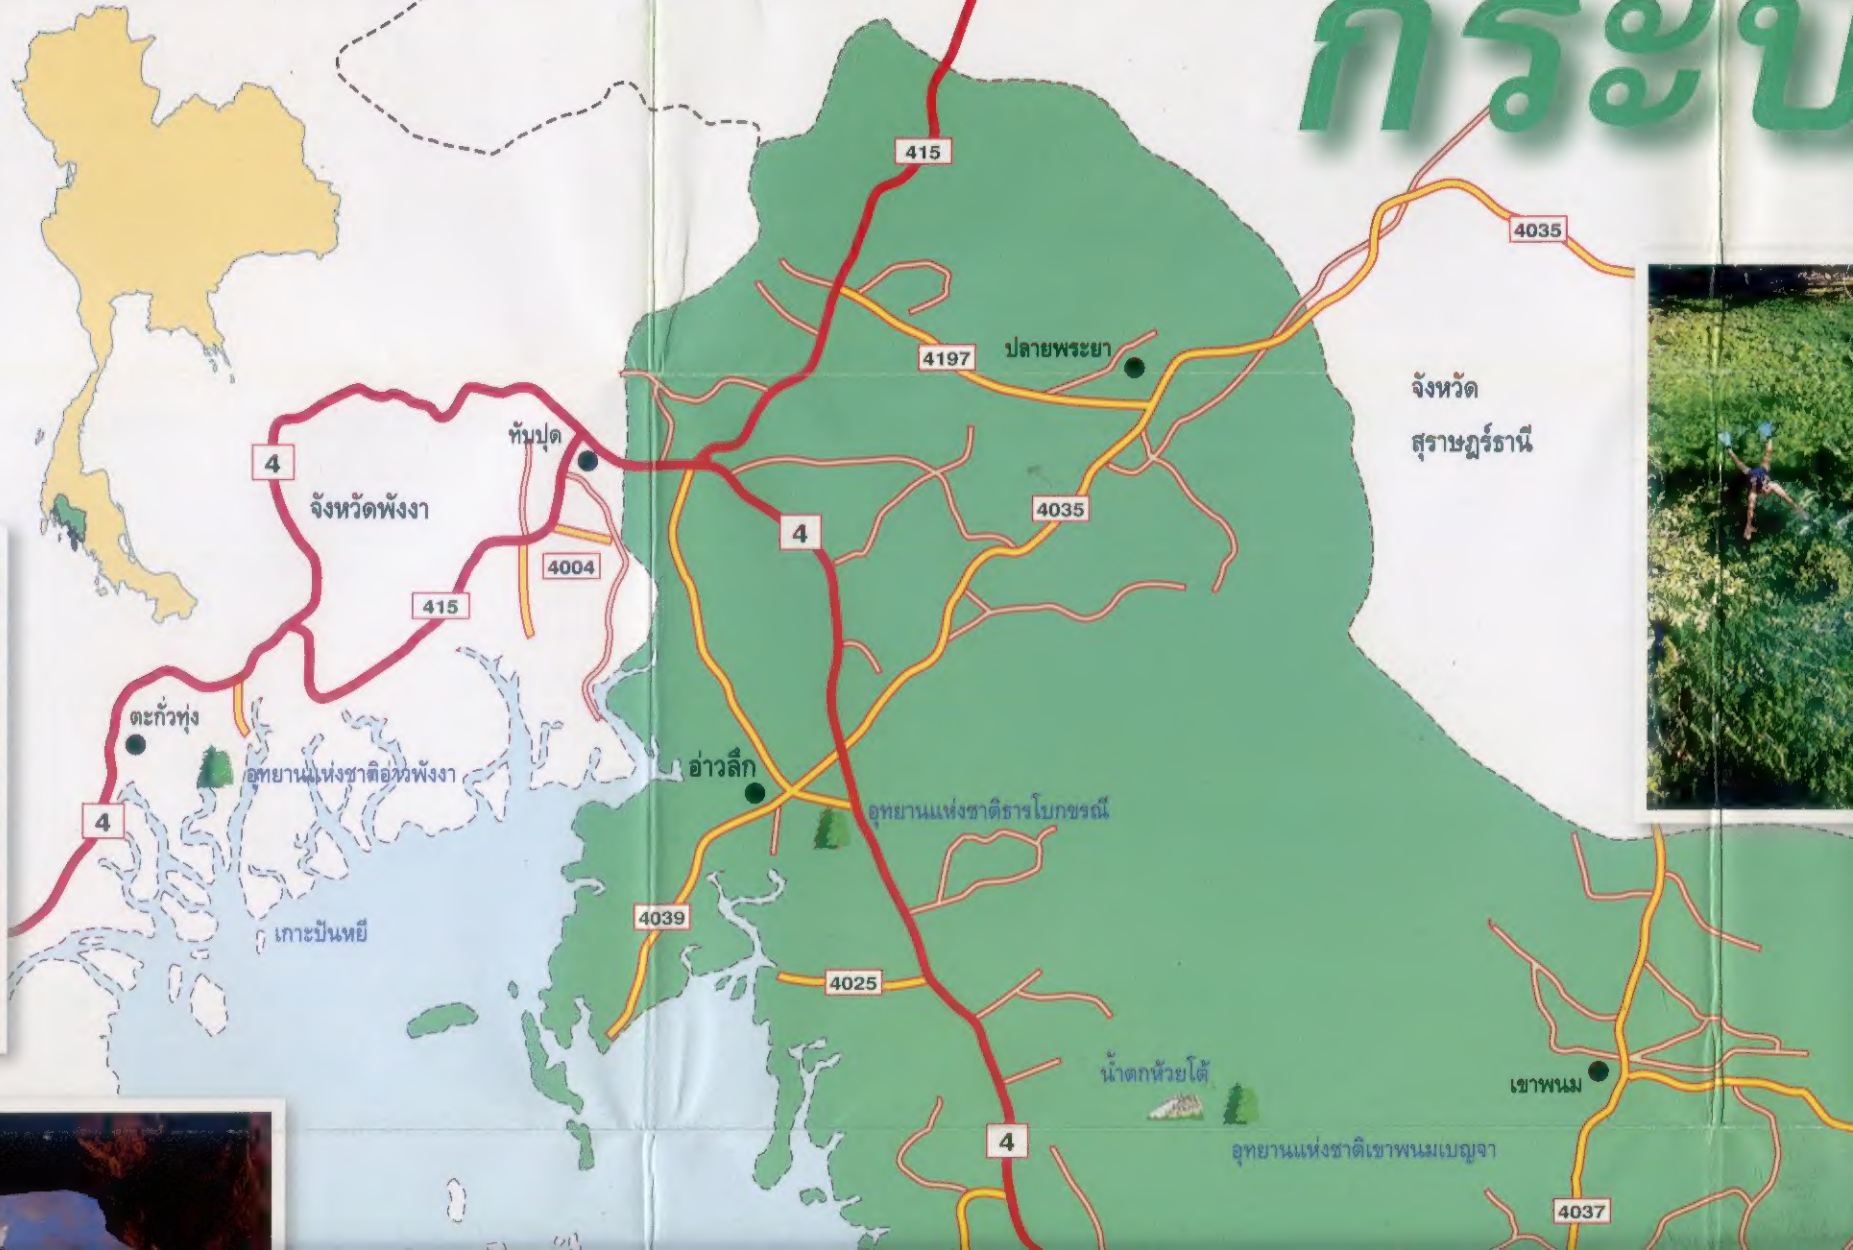 กระบ
415
4035
4197
ปลายพระยา
จังหวัด
สุราษฎร์ธานี
ทับปุด
4
จังหวัดพังงา
4
4035
4004
415
ตะกั่วทุ่ง
อ่าวลึก
อุทยานแห่งชาติอ่าวพังงา
4
อุทยานแห่งชาติธารโบกขรณี
4039
เกาะปันหยี
4025
น้ำตกห้วยโต้
เขาพนม
4
อุทยานแห่งชาติเขาพนมเบญจา
4037